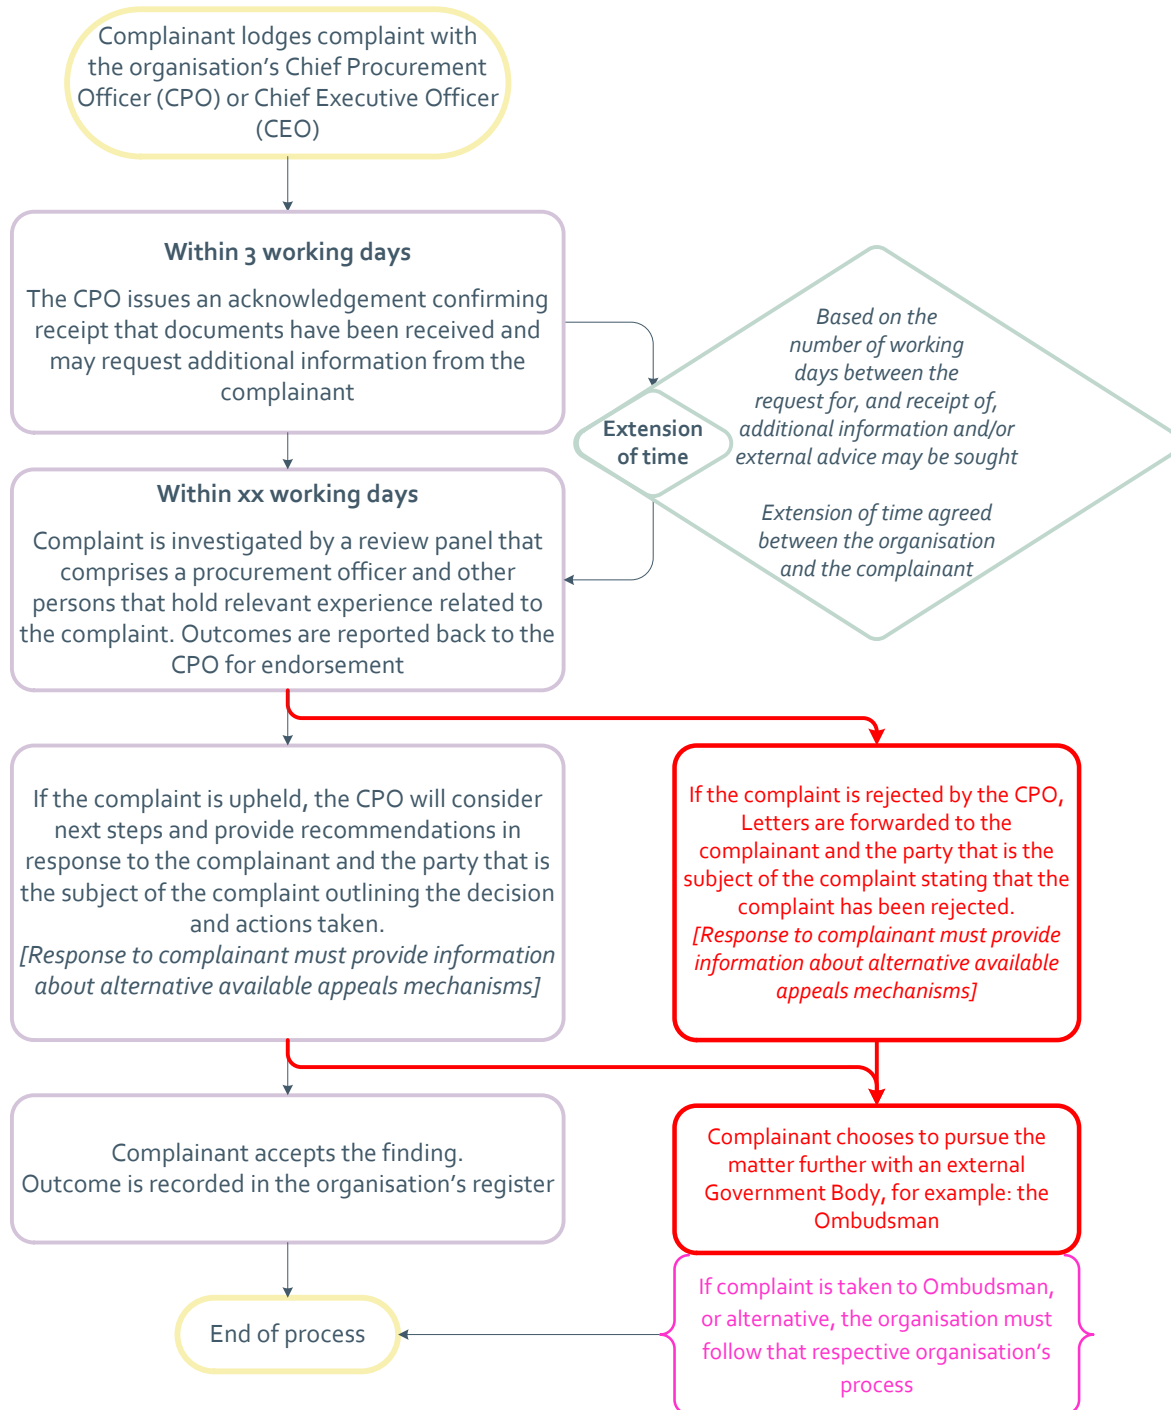 Complainant lodges complaint with
the organisation’s Chief Procurement
Officer (CPO) or Chief Executive Officer
(CEO)
Within 3 working days
The CPO issues an acknowledgement confirming
receipt that documents have been received and
may request additional information from the
complainant
Extension
of time
Based on the
number of working
days between the
request for, and receipt of,
additional information and/or
external advice may be sought
Extension of time agreed
between the organisation
and the complainant
Within xx working days
Complaint is investigated by a review panel that
comprises a procurement officer and other
persons that hold relevant experience related to
the complaint. Outcomes are reported back to the
CPO for endorsement
If the complaint is upheld, the CPO will consider
next steps and provide recommendations in
response to the complainant and the party that is
the subject of the complaint outlining the decision
and actions taken.
[Response to complainant must provide information
about alternative available appeals mechanisms]
If the complaint is rejected by the CPO,
Letters are forwarded to the
complainant and the party that is the
subject of the complaint stating that the
complaint has been rejected.
[Response to complainant must provide
information about alternative available
appeals mechanisms]
Complainant accepts the finding.
Outcome is recorded in the organisation’s register
Complainant chooses to pursue the
matter further with an external
Government Body, for example: the
Ombudsman
If complaint is taken to Ombudsman,
or alternative, the organisation must
follow that respective organisation’s
process
End of process